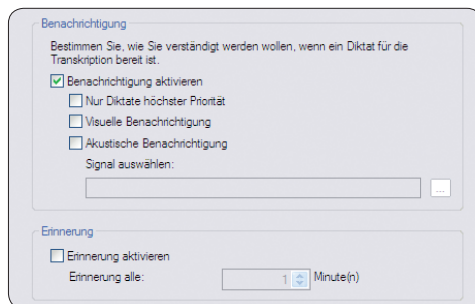 Benachrichtigung
Bestimmen Sie, wie Sie verständigt werden wollen, wenn ein Diktat für die
Transkription bereit ist.
Benachrichtigung aktivieren
Nur Diktate höchster Priorität
Visuelle Benachrichtigung
Akustische Benachrichtigung
Signal auswählen:
...
Erinnerung
Erinnerung aktivieren
Erinnerung alle: 1 Minute(n)